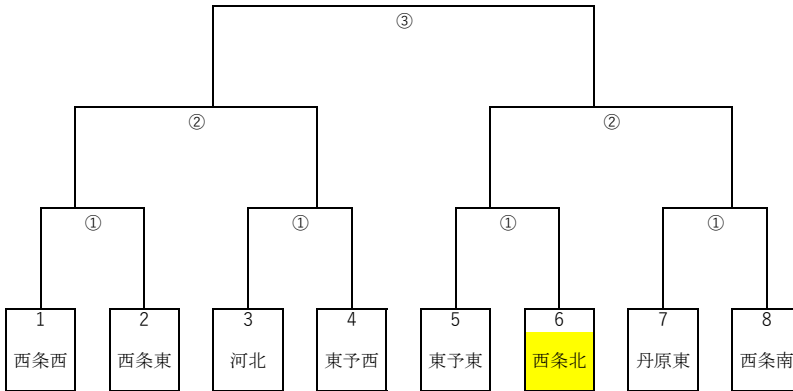 ③
② ②
① ① ① ①
1 2 3 4 5 6 7 8
西条西 西条東 河北 東予西 東予東 西条北 丹原東 西条南